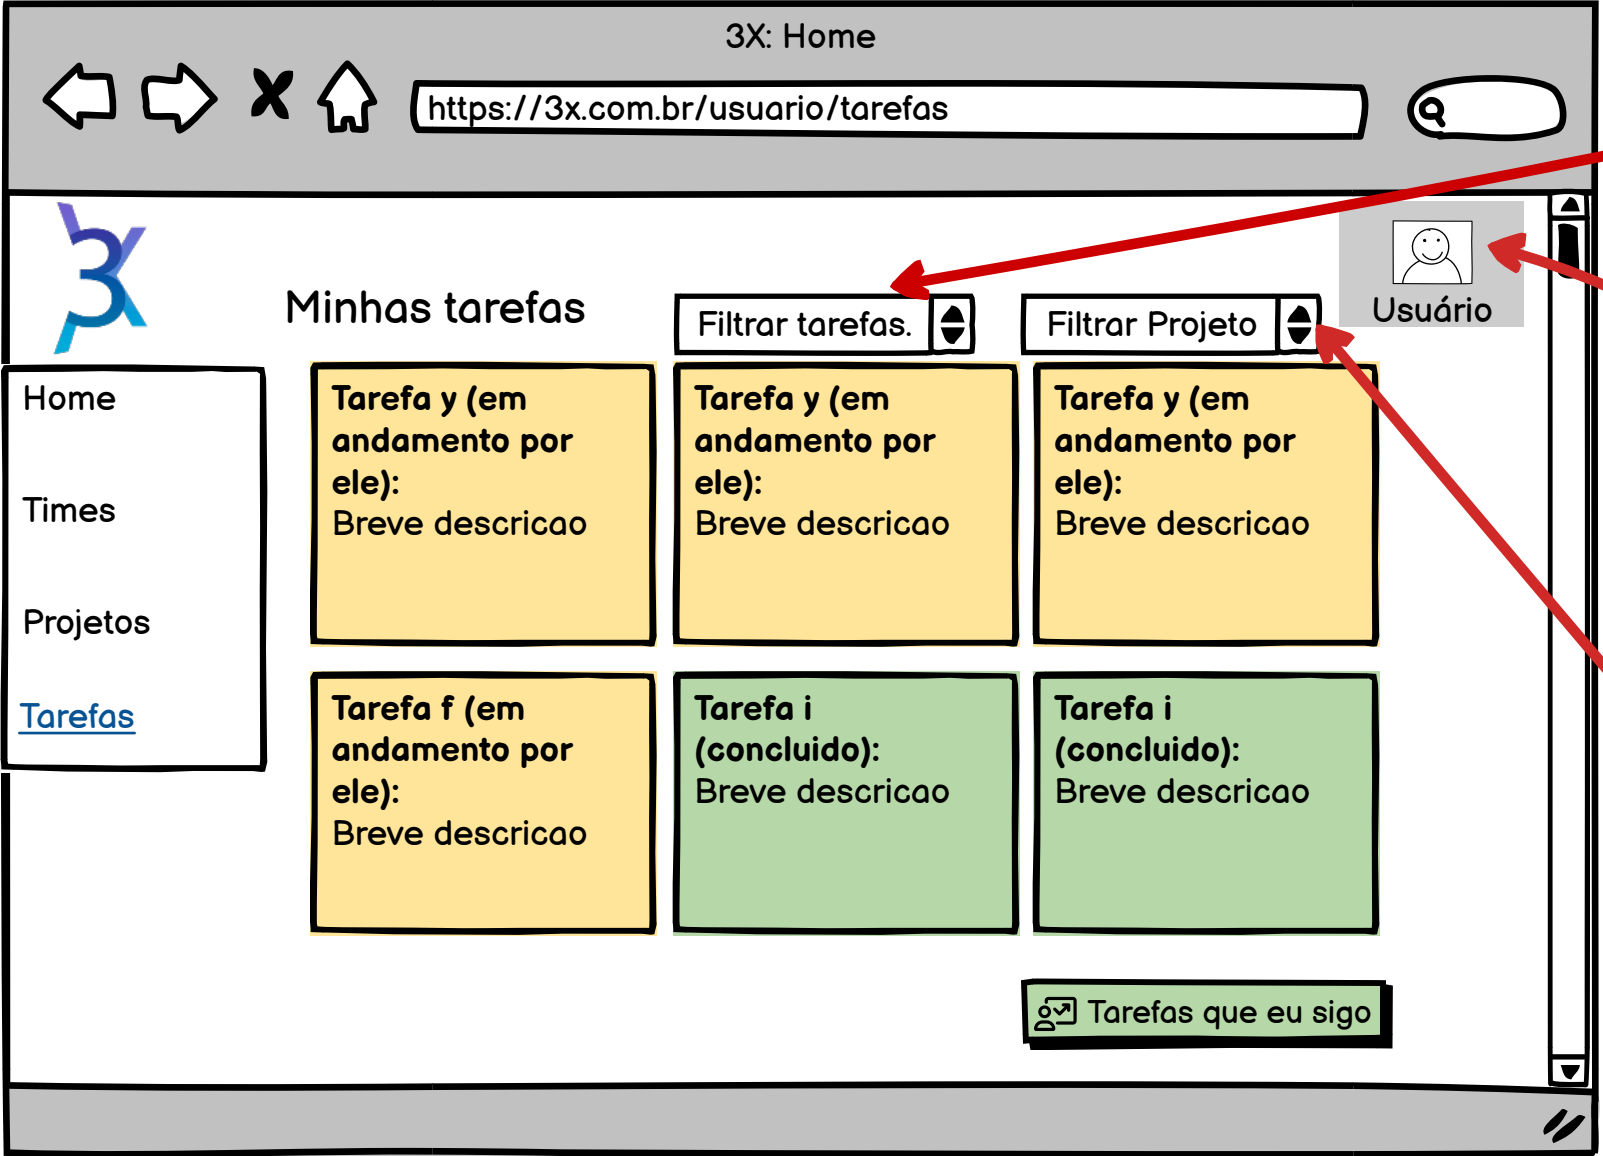 3X: Home
https://3x.com.br/usuario/tarefas
3X
Usuário
Minhas tarefas
Filtrar tarefas.
Filtrar Projeto
Home
Times
Projetos
Tarefas
Tarefa y (em
andamento por
ele):
Breve descricao
Tarefa y (em
andamento por
ele):
Breve descricao
Tarefa y (em
andamento por
ele):
Breve descricao
Tarefa f (em
andamento por
ele):
Breve descricao
Tarefa i
(concluido):
Breve descricao
Tarefa i
(concluido):
Breve descricao
Tarefas que eu sigo